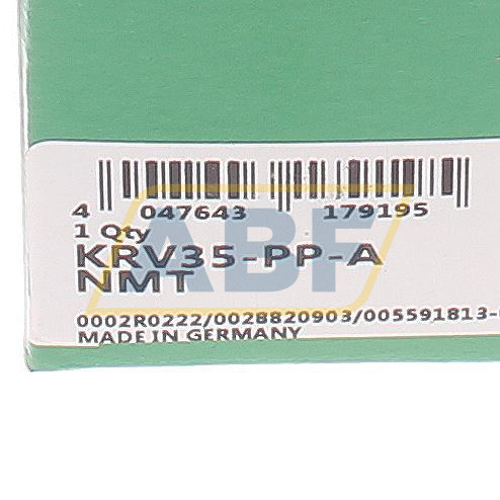 4 047643 179195
1 Qty
KRV35-PP-A
NMT
0002R0222/0028820903/005591813-
MADE IN GERMANY
ABF